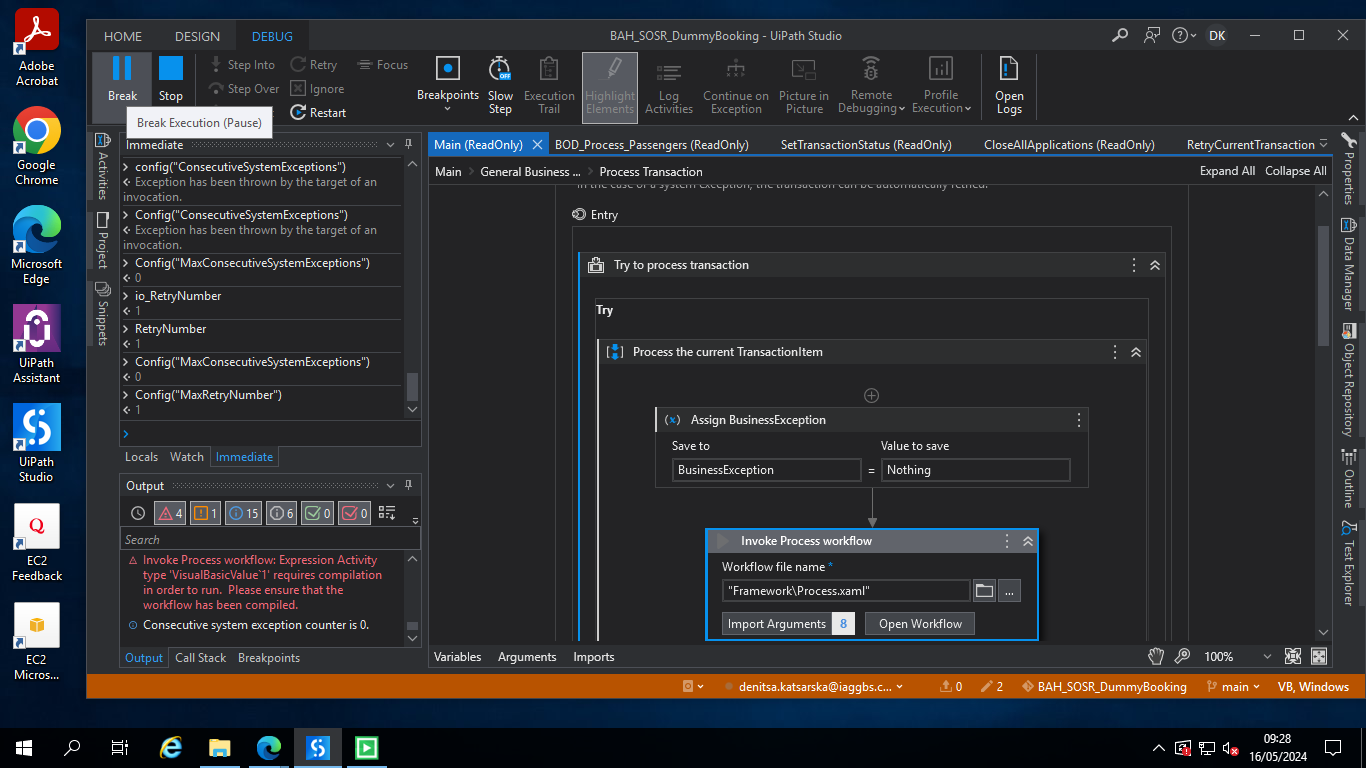 Adobe
Acrobat
Google
Chrome
Microsoft
Edge
UiPath
Assistant
UiPath
Studio
EC2
Feedback
EC2
Micros...
HOME
DESIGN
DEBUG
BAH_SOSR_DummyBooking - UiPath Studio
DK
Break
Stop
Step Into
Step Over
Retry
Ignore
Restart
Focus
Breakpoints
OFF
Slow
Step
Execution
Trail
Highlight
Elements
Log
Activities
Continue on
Exception
Picture in
Picture
Remote
Debugging
Profile
Execution
Open
Logs
Break Execution (Pause)
Activities
Project
Snippets
Immediate
config("ConsecutiveSystemExceptions")
Exception has been thrown by the target of an
invocation.
Config("ConsecutiveSystemExceptions")
Exception has been thrown by the target of an
invocation.
Config("MaxConsecutiveSystemExceptions")
0
io_RetryNumber
1
RetryNumber
1
Config("MaxConsecutiveSystemExceptions")
0
Config("MaxRetryNumber")
1
Locals
Watch
Immediate
Output
4
1
15
6
0
0
Search
Invoke Process workflow: Expression Activity
type 'VisualBasicValue`1' requires compilation
in order to run. Please ensure that the
workflow has been compiled.
Consecutive system exception counter is 0.
Output
Call Stack
Breakpoints
Main (ReadOnly)
BOD_Process_Passengers (ReadOnly)
SetTransactionStatus (ReadOnly)
CloseAllApplications (ReadOnly)
RetryCurrentTransaction
Main
General Business ...
Process Transaction
Expand All
Collapse All
In the case of a system exception, the transaction can be automatically retried.
Entry
Try to process transaction
Try
Process the current TransactionItem
Assign BusinessException
Save to
Value to save
BusinessException
=
Nothing
Invoke Process workflow
Workflow file name *
"Framework\Process.xaml"
...
Import Arguments
8
Open Workflow
Variables
Arguments
Imports
100%
Properties
Data Manager
Object Repository
Outline
Test Explorer
denitsa.katsarska@iaggbs.c...
0
2
BAH_SOSR_DummyBooking
main
VB, Windows
09:28
16/05/2024